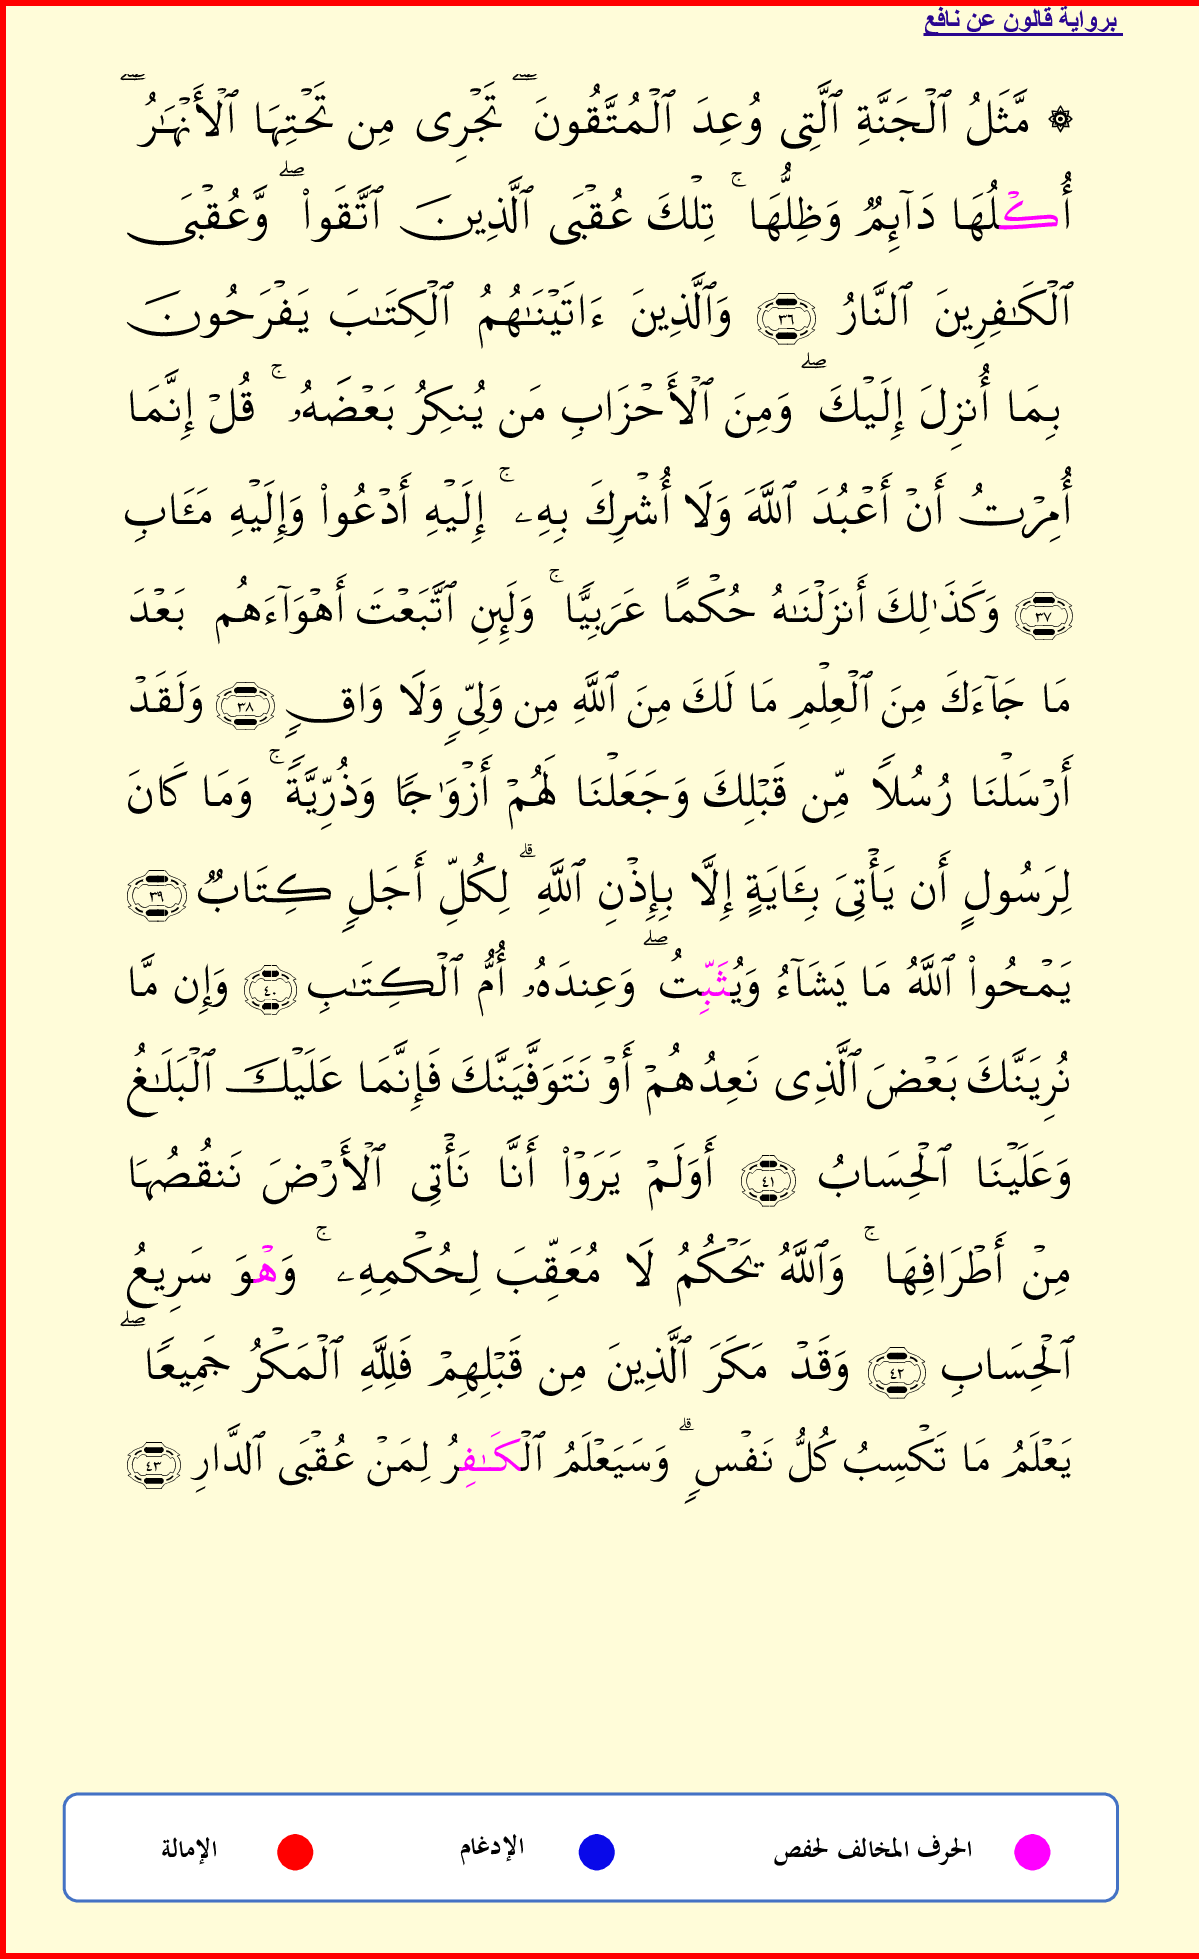 برواية قالون عن نافع
۞ مَّثَلُ ٱلۡجَنَّةِ ٱلَّتِى وُعِدَ ٱلۡمُتَّقُونَۖ تَجۡرِى مِن تَحۡتِهَا ٱلۡأَنۡهَـٰرُۖ
أُكۡلُهَا دَآئِمٌ وَظِلُّهَاۚ تِلۡكَ عُقۡبَى ٱلَّذِينَ ٱتَّقَواْۖ وَّعُقۡبَى
ٱلۡكَـٰفِرِينَ ٱلنَّارُ ٣٦ وَٱلَّذِينَ ءَاتَيۡنَـٰهُمُ ٱلۡكِتَـٰبَ يَفۡرَحُونَ
بِمَا أُنزِلَ إِلَيۡكَۖ وَمِنَ ٱلۡأَحۡزَابِ مَن يُنكِرُ بَعۡضَهُۥۚ قُلۡ إِنَّمَا
أُمِرۡتُ أَنۡ أَعۡبُدَ ٱللَّهَ وَلَا أُشۡرِكَ بِهِۦۚ إِلَيۡهِ أَدۡعُواْ وَإِلَيۡهِ مَـَٔابِ
٣٧ وَكَذَٰلِكَ أَنزَلۡنَـٰهُ حُكۡمًا عَرَبِيًّاۚ وَلَئِنِ ٱتَّبَعۡتَ أَهۡوَآءَهُم بَعۡدَ
مَا جَآءَكَ مِنَ ٱلۡعِلۡمِ مَا لَكَ مِنَ ٱللَّهِ مِن وَلِىٍّ وَلَا وَاقٍ ٣٨ وَلَقَدۡ
أَرۡسَلۡنَا رُسُلًا مِّن قَبۡلِكَ وَجَعَلۡنَا لَهُمۡ أَزۡوَٰجًا وَذُرِّيَّةًۚ وَمَا كَانَ
لِرَسُولٍ أَن يَأۡتِىَ بِـَٔايَةٍ إِلَّا بِإِذۡنِ ٱللَّهِۗ لِكُلِّ أَجَلٍ كِتَابٌ ٣٩
يَمۡحُواْ ٱللَّهُ مَا يَشَآءُ وَيُثَبِّتُۖ وَعِندَهُۥ أُمُّ ٱلۡكِتَـٰبِ ٤٠ وَإِن مَّا
نُرِيَنَّكَ بَعۡضَ ٱلَّذِى نَعِدُهُمۡ أَوۡ نَتَوَفَّيَنَّكَ فَإِنَّمَا عَلَيۡكَ ٱلۡبَلَـٰغُ
وَعَلَيۡنَا ٱلۡحِسَابُ ٤١ أَوَلَمۡ يَرَوۡاْ أَنَّا نَأۡتِى ٱلۡأَرۡضَ نَنقُصُهَا
مِنۡ أَطۡرَافِهَاۚ وَٱللَّهُ يَحۡكُمُ لَا مُعَقِّبَ لِحُكۡمِهِۦۚ وَهۡوَ سَرِيعُ
ٱلۡحِسَابِ ٤٢ وَقَدۡ مَكَرَ ٱلَّذِينَ مِن قَبۡلِهِمۡ فَلِلَّهِ ٱلۡمَكۡرُ جَمِيعًاۖ
يَعۡلَمُ مَا تَكۡسِبُ كُلُّ نَفۡسٍۗ وَسَيَعۡلَمُ ٱلۡكَـٰفِرُ لِمَنۡ عُقۡبَى ٱلدَّارِ ٤٣
الحرف المخالف لحفص الإدغام الإمالة